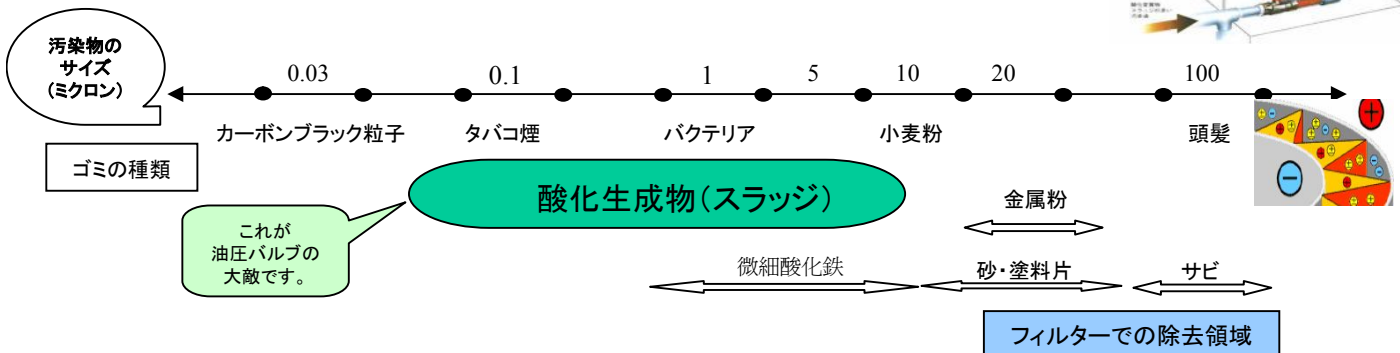 汚染物の
サイズ
(ミクロン)
0.03
0.1
1
5
10
20
100
カーボンブラック粒子
タバコ煙
バクテリア
小麦粉
頭髪
ゴミの種類
酸化生成物(スラッジ)
これが
油圧バルブの
大敵です。
金属粉
微細酸化鉄
砂・塗料片
サビ
フィルターでの除去領域